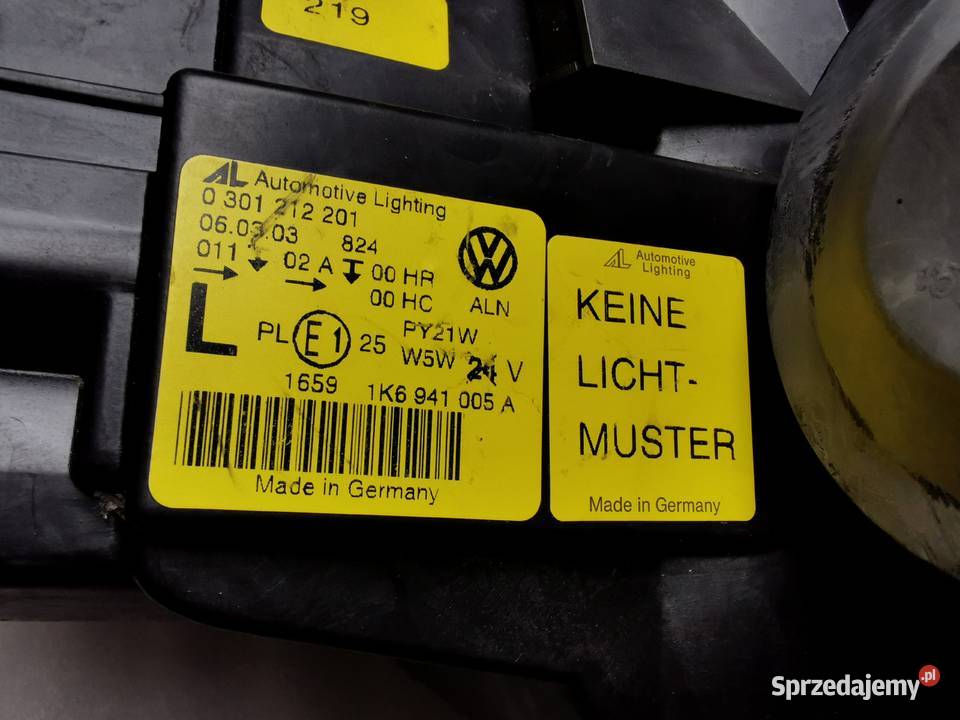 219
AL Automotive Lighting
0 301 212 201
06.03.03 824
011 02 A 00 HR
00 HC ALN
L PL E1 25 PY21W
W5W 24 V
1659 1K6 941 005 A
Made in Germany
AL Automotive
Lighting
KEINE
LICHT-
MUSTER
Made in Germany
Sprzedajemy.pl